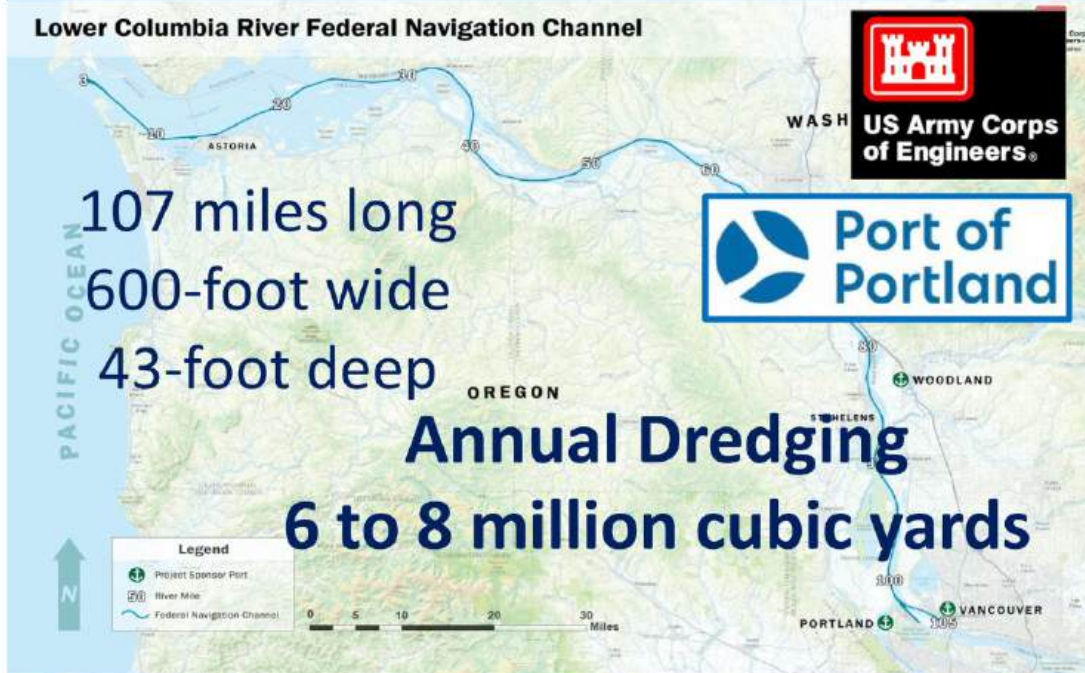 Lower Columbia River Federal Navigation Channel
US Army Corps
of Engineers®
WASH
3
10
20
30
40
50
60
ASTORIA
107 miles long
600-foot wide
43-foot deep
PACIFIC OCEAN
Port of
Portland
80
WOODLAND
OREGON
ST HELENS
Annual Dredging
6 to 8 million cubic yards
Legend
Project Sponsor Port
50 River Mile
Federal Navigation Channel
N
0 5 10 20 30
Miles
100
VANCOUVER
PORTLAND
105